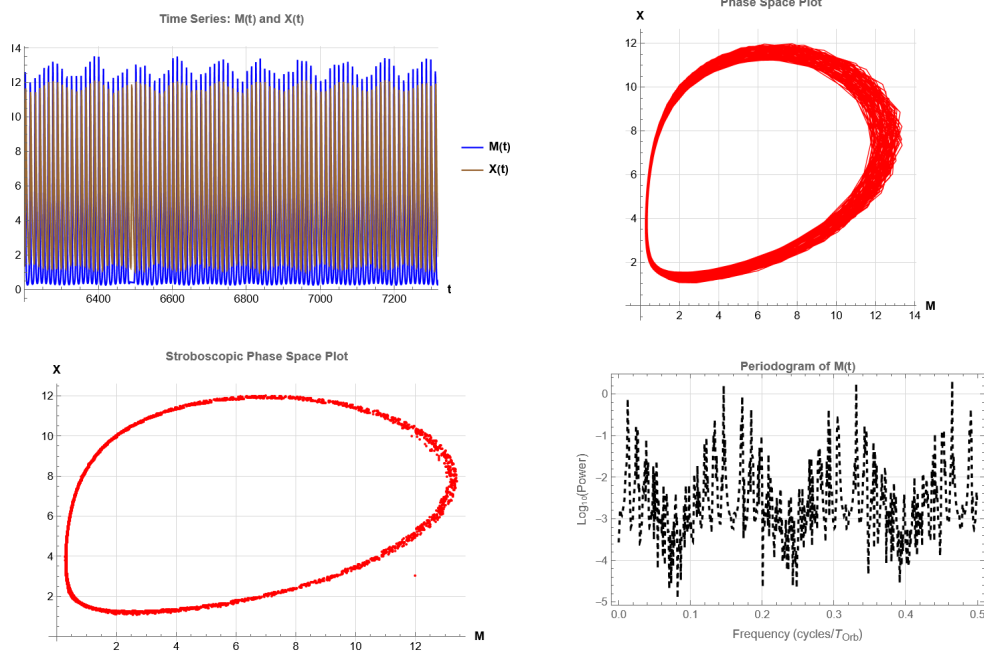 Time Series: M(t) and X(t)
14
12
10
8
6
4
2
0
6400 6600 6800 7000 7200
t
M(t)
X(t)
Phase Space Plot
X
12
10
8
6
4
2
2 4 6 8 10 12 14
M
Stroboscopic Phase Space Plot
X
12
10
8
6
4
2
2 4 6 8 10 12
M
Periodogram of M(t)
Log10(Power)
0
-1
-2
-3
-4
-5
0.0 0.1 0.2 0.3 0.4 0.5
Frequency (cycles/TOrb)